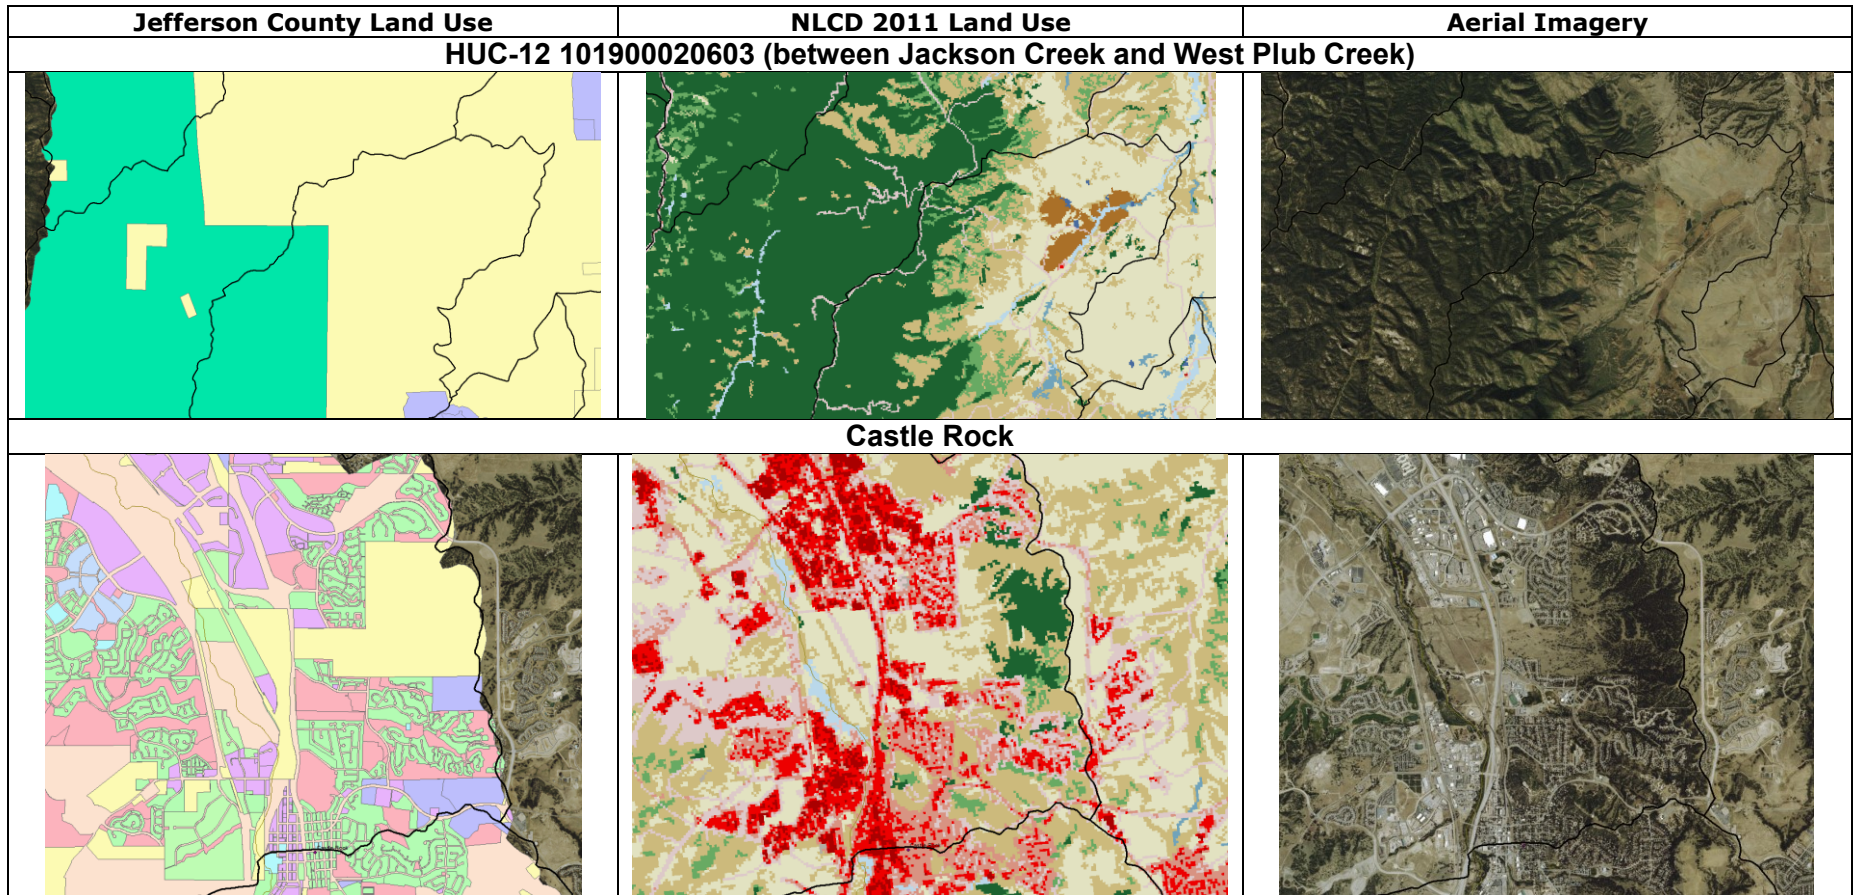 Jefferson County Land Use
NLCD 2011 Land Use
Aerial Imagery
HUC-12 101900020603 (between Jackson Creek and West Plub Creek)
Castle Rock